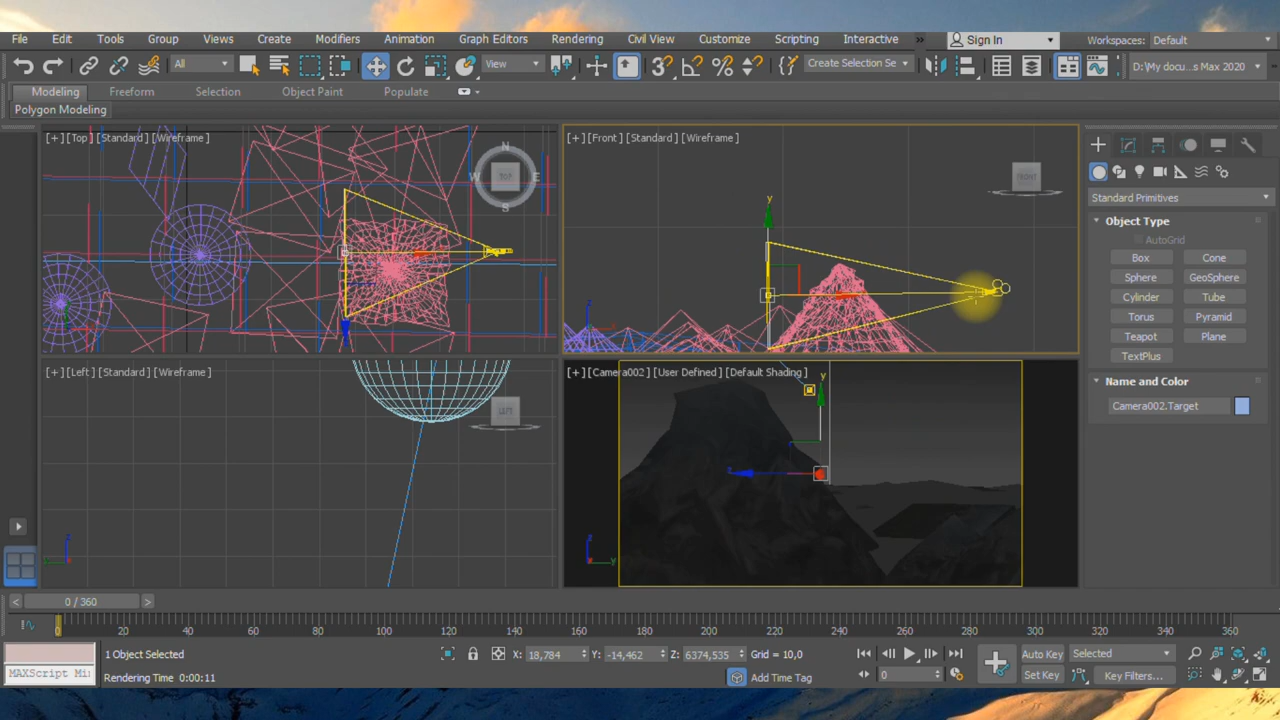 File Edit Tools Group Views Create Modifiers Animation Graph Editors Rendering Civil View Customize Scripting Interactive » Sign In Workspaces: Default
All View Create Selection Se D:\My docu...s Max 2020
Modeling Freeform Selection Object Paint Populate
Polygon Modeling
[+][Top][Standard][Wireframe]
N
W TOP E
S
[+][Front][Standard][Wireframe]
FRONT
y
[+][Left][Standard][Wireframe]
LEFT
z
[+][Camera002][User Defined][Default Shading]
y
z
z
y
Standard Primitives
Object Type
AutoGrid
Box Cone
Sphere GeoSphere
Cylinder Tube
Torus Pyramid
Teapot Plane
TextPlus
Name and Color
Camera002.Target
< 0 / 360 >
0 20 40 60 80 100 120 140 160 180 200 220 240 260 280 300 320 340 360
1 Object Selected X: 18,784 Y: -14,462 Z: 6374,535 Grid = 10,0 Auto Key Selected
MAXScript Mi Rendering Time 0:00:11 Add Time Tag 0 Set Key Key Filters...